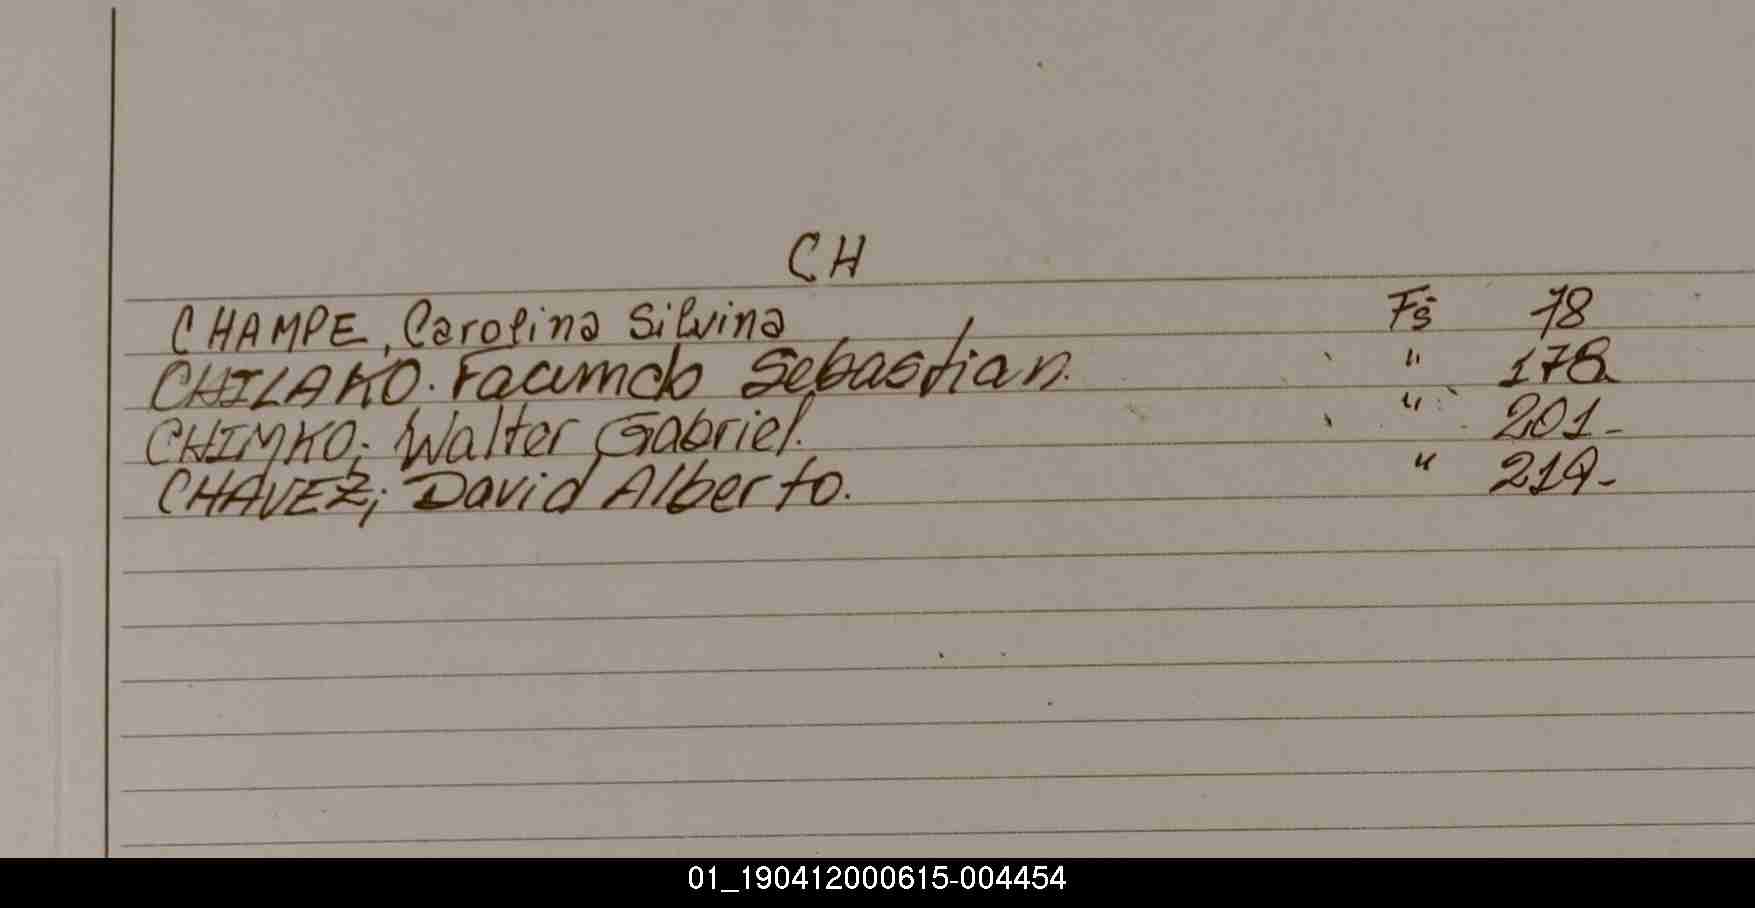 CH
CHAMPE, Carolina Silvina Fs 78
CHILAKO. Facundo Sebastian. " 178
CHIMKO; Walter Gabriel. " 201-
CHAVEZ; David Alberto. " 219-
01_190412000615-004454